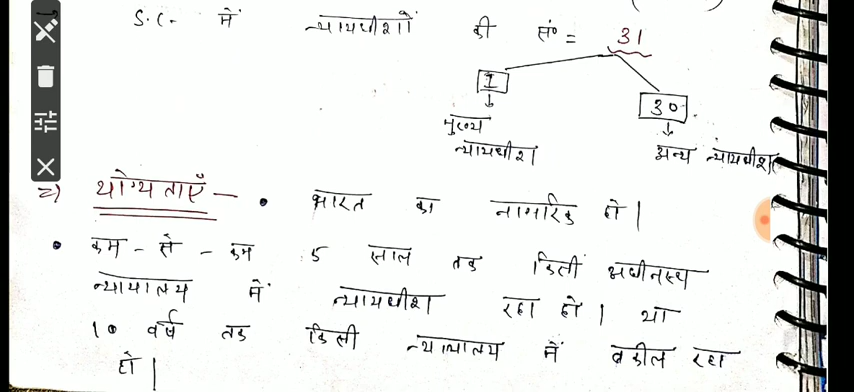 S.C. में न्यायधीशों की सं० = 31
1 30
मुख्य न्यायधीश अन्य न्यायधीश
2) योग्यताएँ - • भारत का नागरिक हो |
• कम - से - कम 5 साल तक किसी अधीनस्थ
न्यायालय में न्यायधीश रहा हो | या
10 वर्ष तक किसी न्यायालय में वकील रहा
हो |